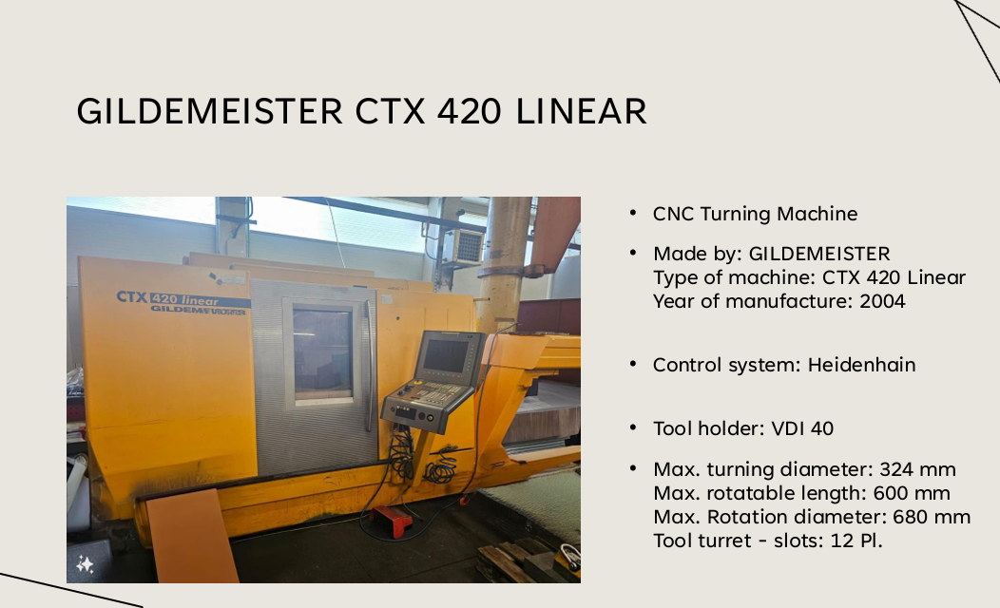 GILDEMEISTER CTX 420 LINEAR
CTX 420 linear
GILDEMEISTER
• CNC Turning Machine
• Made by: GILDEMEISTER
Type of machine: CTX 420 Linear
Year of manufacture: 2004
• Control system: Heidenhain
• Tool holder: VDI 40
• Max. turning diameter: 324 mm
Max. rotatable length: 600 mm
Max. Rotation diameter: 680 mm
Tool turret - slots: 12 Pl.